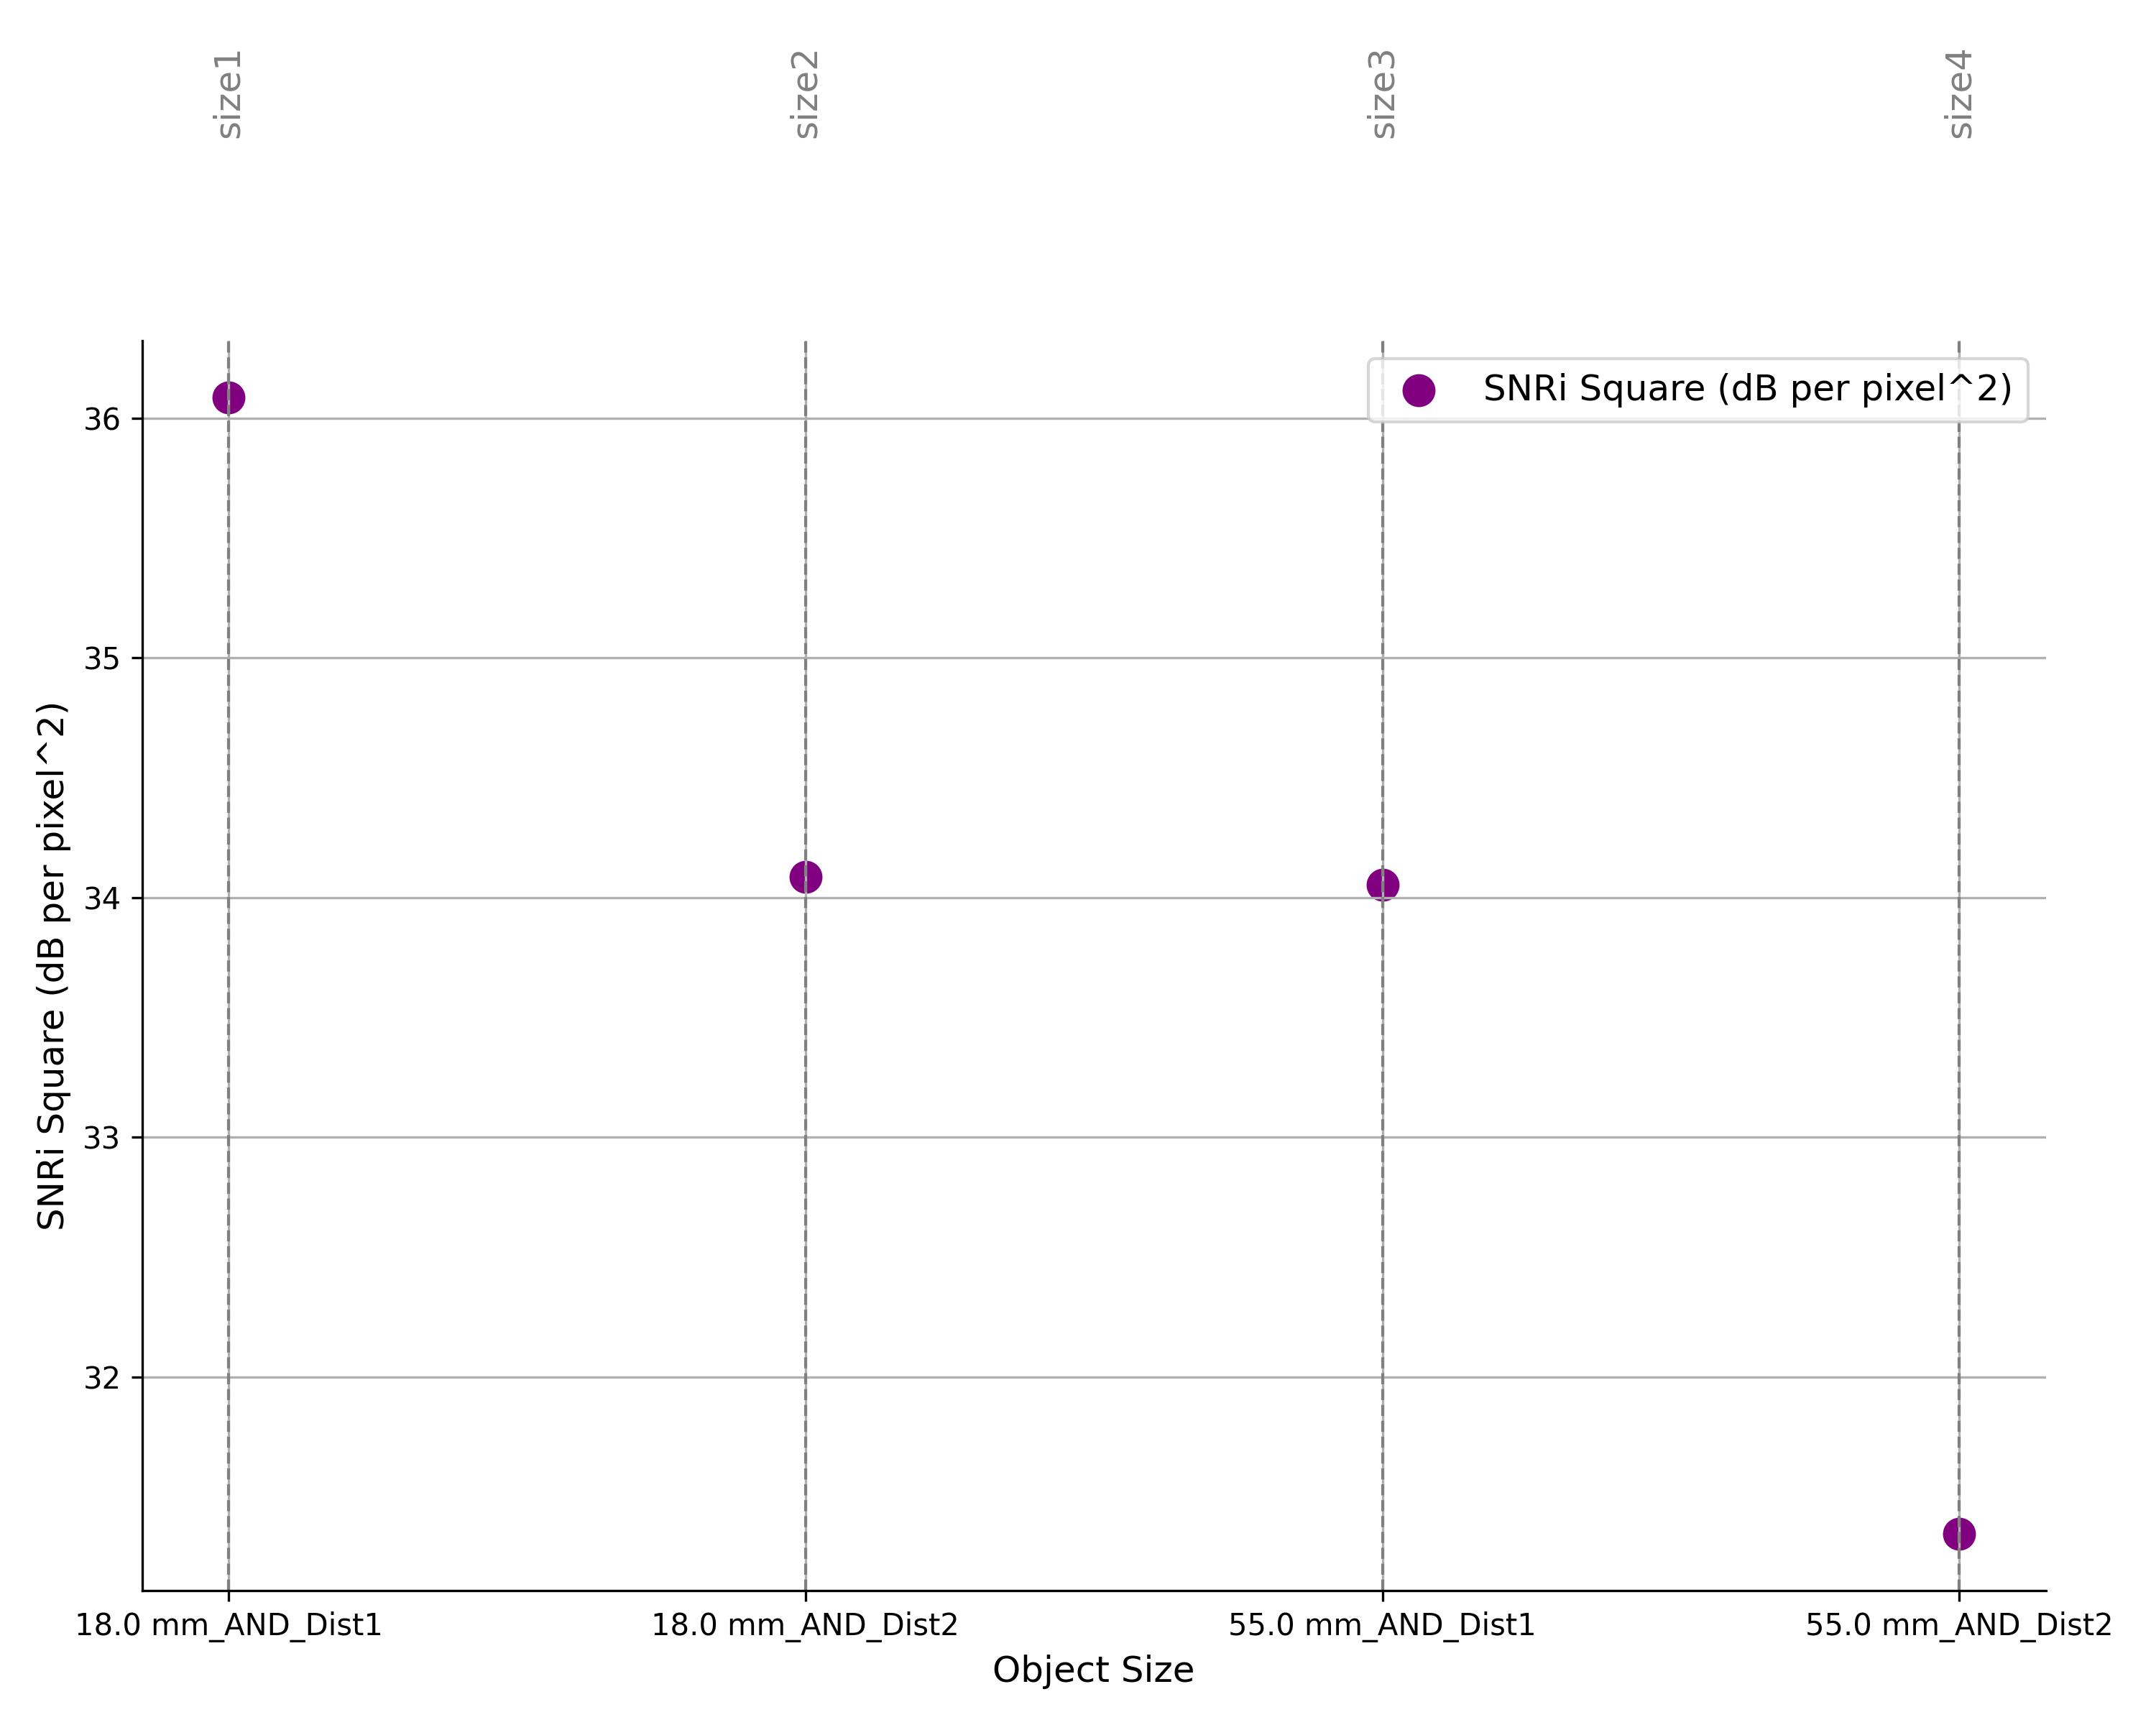 size1
size2
size3
size4
SNRi Square (dB per pixel^2)
36
35
34
33
32
SNRi Square (dB per pixel^2)
18.0 mm_AND_Dist1
18.0 mm_AND_Dist2
55.0 mm_AND_Dist1
55.0 mm_AND_Dist2
Object Size